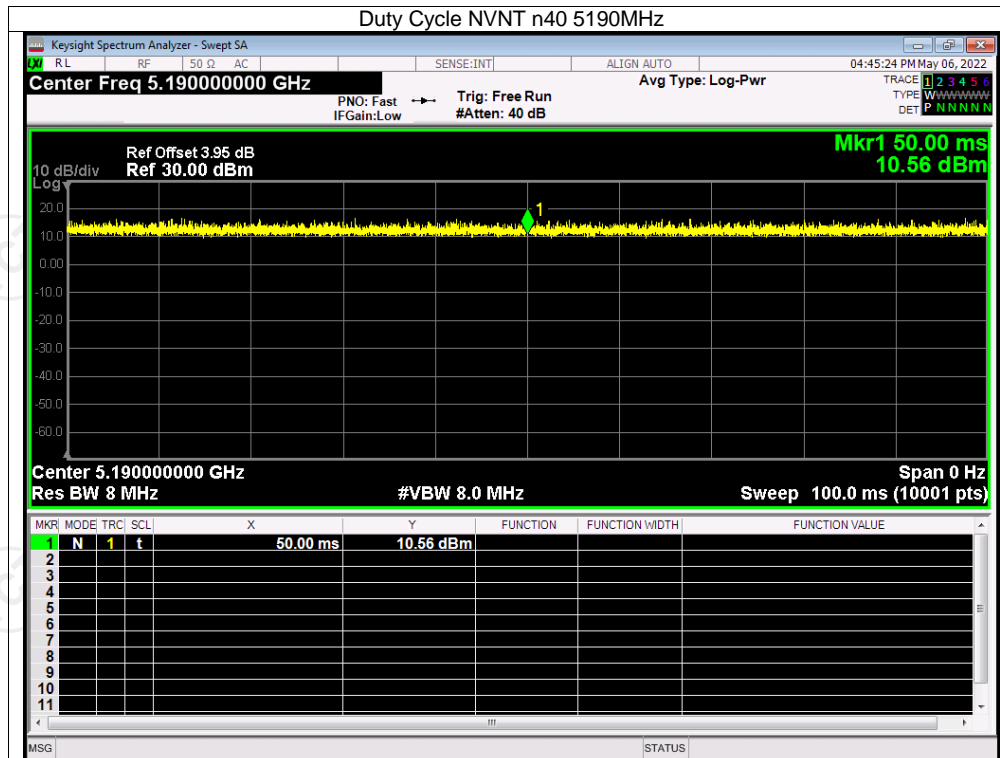 Duty Cycle NVNT n40 5190MHz
Keysight Spectrum Analyzer - Swept SA
LXI RL RF 50 Ω AC SENSE:INT ALIGN AUTO 04:45:24 PM May 06, 2022
Center Freq 5.190000000 GHz Avg Type: Log-Pwr TRACE 1 2 3 4 5 6
PNO: Fast Trig: Free Run TYPE WWWWWW
IFGain:Low #Atten: 40 dB DET P N N N N N
Mkr1 50.00 ms
Ref Offset 3.95 dB
10 dB/div Ref 30.00 dBm 10.56 dBm
Log
20.0
1
10.0
0.00
-10.0
-20.0
-30.0
-40.0
-50.0
-60.0
Center 5.190000000 GHz Span 0 Hz
Res BW 8 MHz #VBW 8.0 MHz Sweep 100.0 ms (10001 pts)
MKR MODE TRC SCL X Y FUNCTION FUNCTION WIDTH FUNCTION VALUE
1 N 1 t 50.00 ms 10.56 dBm
2
3
4
5
6
7
8
9
10
11
MSG STATUS